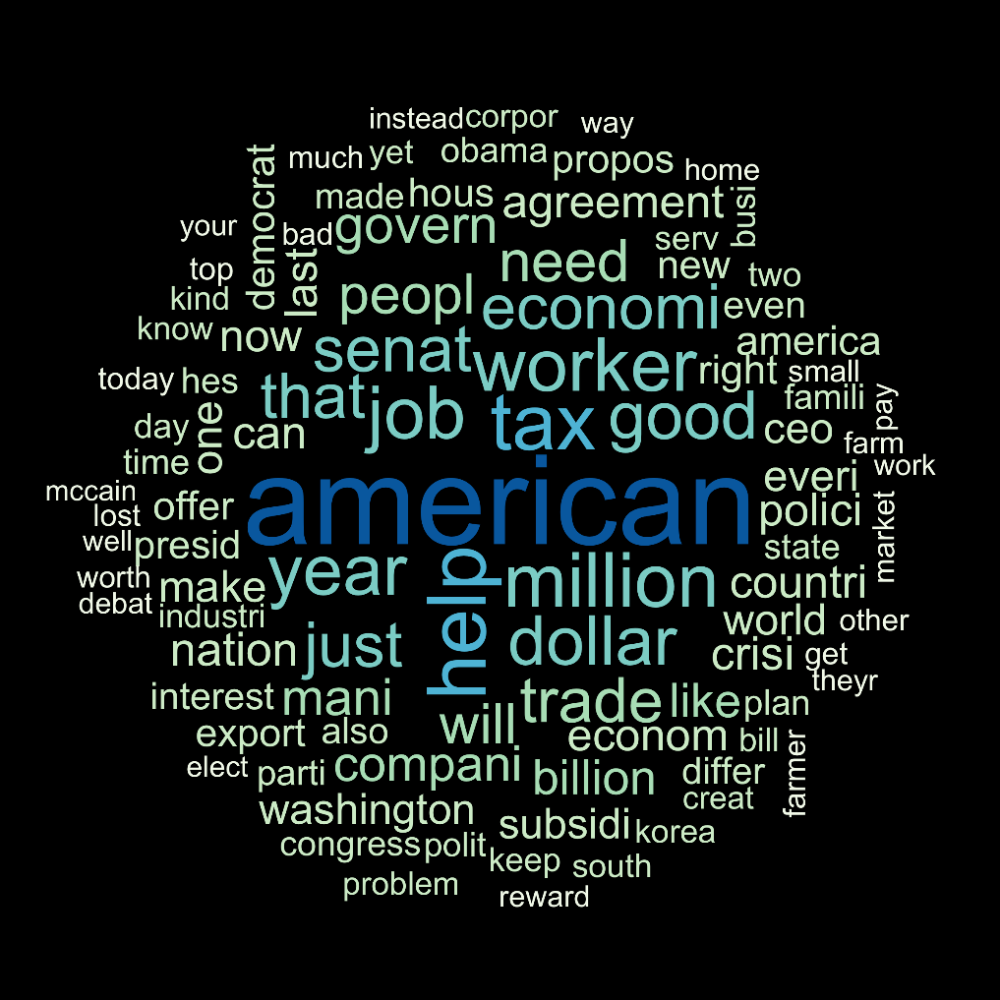 instead
corpor
way
much
yet
obama
propos
home
democrat
made
hous
agreement
busi
your
bad
govern
serv
top
last
need
new
two
kind
peopl
economi
even
know
now
senat
worker
america
today
hes
that
job
tax
good
right
small
famili
pay
day
one
can
ceo
farm
time
american
everi
work
mccain
lost
offer
polici
market
well
presid
state
worth
make
year
help
million
countri
debat
industri
world
other
nation
just
dollar
crisi
get
theyr
interest
mani
trade
like
plan
export
also
will
econom
bill
farmer
elect
parti
compani
billion
differ
creat
washington
subsidi
korea
congress
polit
keep
south
problem
reward